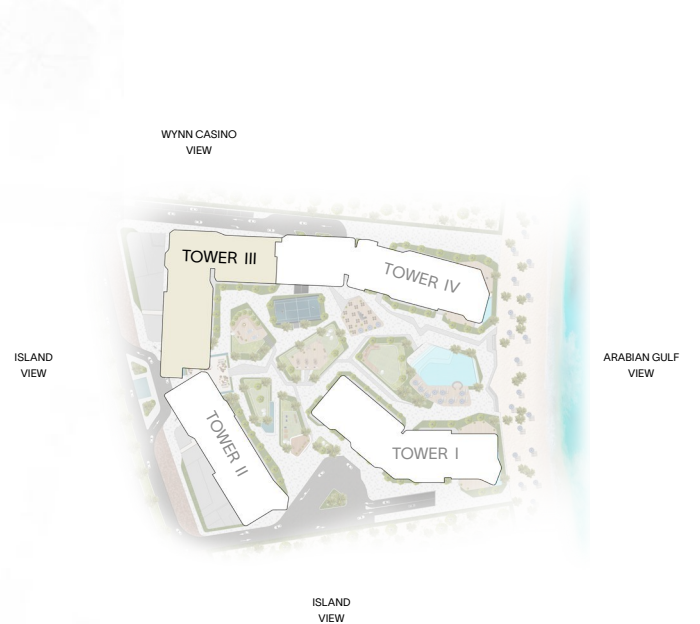 WYNN CASINO
VIEW
TOWER III
TOWER IV
ISLAND
VIEW
ARABIAN GULF
VIEW
TOWER II
TOWER I
ISLAND
VIEW